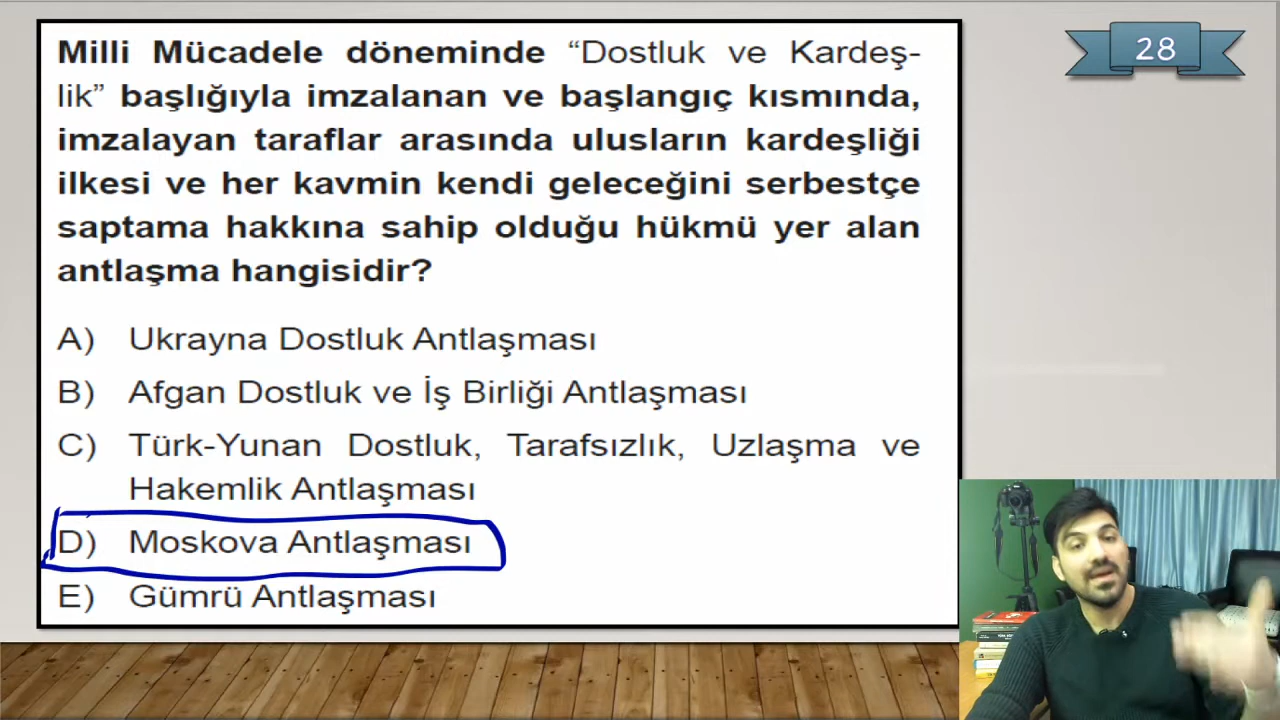 Milli Mücadele döneminde “Dostluk ve Kardeş-
lik” başlığıyla imzalanan ve başlangıç kısmında,
imzalayan taraflar arasında ulusların kardeşliği
ilkesi ve her kavmin kendi geleceğini serbestçe
saptama hakkına sahip olduğu hükmü yer alan
antlaşma hangisidir?
A) Ukrayna Dostluk Antlaşması
B) Afgan Dostluk ve İş Birliği Antlaşması
C) Türk-Yunan Dostluk, Tarafsızlık, Uzlaşma ve
Hakemlik Antlaşması
D) Moskova Antlaşması
E) Gümrü Antlaşması
28